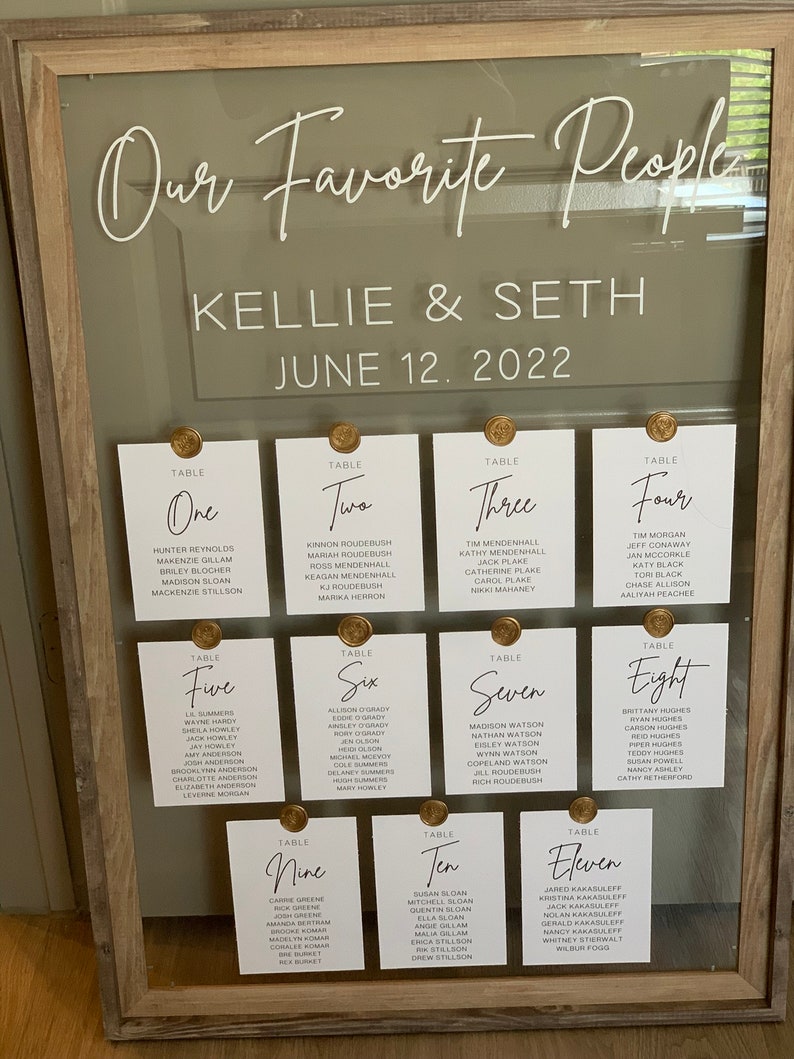 Our Favorite People
KELLIE & SETH
JUNE 12. 2022
TABLE
One
HUNTER REYNOLDS
MAKENZIE GILLAM
BRILEY BLOCHER
MADISON SLOAN
MACKENZIE STILLSON
TABLE
Two
KINNON ROUDEBUSH
MARIAH ROUDEBUSH
ROSS MENDENHALL
KEAGAN MENDENHALL
KJ ROUDEBUSH
MARIKA HERRON
TABLE
Three
TIM MENDENHALL
KATHY MENDENHALL
JACK PLAKE
CATHERINE PLAKE
CAROL PLAKE
NIKKI MAHANEY
TABLE
Four
TIM MORGAN
JEFF CONAWAY
JAN MCCORKLE
KATY BLACK
TORI BLACK
CHASE ALLISON
AALIYAH PEACHEE
TABLE
Five
LIL SUMMERS
WAYNE HARDY
SHEILA HOWLEY
JACK HOWLEY
JAY HOWLEY
AMY ANDERSON
JOSH ANDERSON
BROOKLYNN ANDERSON
CHARLOTTE ANDERSON
ELIZABETH ANDERSON
LEVERNE MORGAN
TABLE
Six
ALLISON O'GRADY
EDDIE O'GRADY
AINSLEY O'GRADY
RORY O'GRADY
JEN OLSON
HEIDI OLSON
MICHAEL MCEVOY
COLE SUMMERS
DELANEY SUMMERS
HUGH SUMMERS
MARY HOWLEY
TABLE
Seven
MADISON WATSON
NATHAN WATSON
EISLEY WATSON
WYNN WATSON
COPELAND WATSON
JILL ROUDEBUSH
RICH ROUDEBUSH
TABLE
Eight
BRITTANY HUGHES
RYAN HUGHES
CARSON HUGHES
REID HUGHES
PIPER HUGHES
TEDDY HUGHES
SUSAN POWELL
NANCY ASHLEY
CATHY RETHERFORD
TABLE
Nine
CARRIE GREENE
RICK GREENE
JOSH GREENE
AMANDA BERTRAM
BROOKE KOMAR
MADELYN KOMAR
CORALEE KOMAR
BRE BURKET
REX BURKET
TABLE
Ten
SUSAN SLOAN
MITCHELL SLOAN
QUENTIN SLOAN
ELLA SLOAN
ANGIE GILLAM
MALIA GILLAM
ERICA STILLSON
RIK STILLSON
DREW STILLSON
TABLE
Eleven
JARED KAKASULEFF
KRISTINA KAKASULEFF
JACK KAKASULEFF
NOLAN KAKASULEFF
GERALD KAKASULEFF
NANCY KAKASULEFF
WHITNEY STIERWALT
WILBUR FOGG